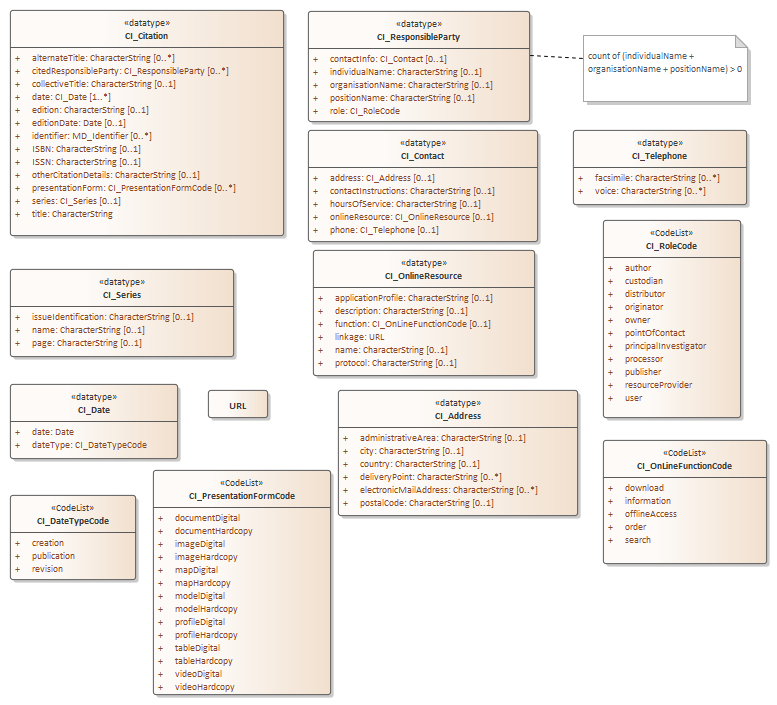 «datatype»
CI_Citation
+ alternateTitle: CharacterString [0..*]
+ citedResponsibleParty: CI_ResponsibleParty [0..*]
+ collectiveTitle: CharacterString [0..1]
+ date: CI_Date [1..*]
+ edition: CharacterString [0..1]
+ editionDate: Date [0..1]
+ identifier: MD_Identifier [0..*]
+ ISBN: CharacterString [0..1]
+ ISSN: CharacterString [0..1]
+ otherCitationDetails: CharacterString [0..1]
+ presentationForm: CI_PresentationFormCode [0..*]
+ series: CI_Series [0..1]
+ title: CharacterString
«datatype»
CI_ResponsibleParty
+ contactInfo: CI_Contact [0..1]
+ individualName: CharacterString [0..1]
+ organisationName: CharacterString [0..1]
+ positionName: CharacterString [0..1]
+ role: CI_RoleCode
count of (individualName +
organisationName + positionName) > 0
«datatype»
CI_Contact
+ address: CI_Address [0..1]
+ contactInstructions: CharacterString [0..1]
+ hoursOfService: CharacterString [0..1]
+ onlineResource: CI_OnlineResource [0..1]
+ phone: CI_Telephone [0..1]
«datatype»
CI_Telephone
+ facsimile: CharacterString [0..*]
+ voice: CharacterString [0..*]
«datatype»
CI_Series
+ issueIdentification: CharacterString [0..1]
+ name: CharacterString [0..1]
+ page: CharacterString [0..1]
«datatype»
CI_OnlineResource
+ applicationProfile: CharacterString [0..1]
+ description: CharacterString [0..1]
+ function: CI_OnLineFunctionCode [0..1]
+ linkage: URL
+ name: CharacterString [0..1]
+ protocol: CharacterString [0..1]
«CodeList»
CI_RoleCode
+ author
+ custodian
+ distributor
+ originator
+ owner
+ pointOfContact
+ principalInvestigator
+ processor
+ publisher
+ resourceProvider
+ user
«datatype»
CI_Date
+ date: Date
+ dateType: CI_DateTypeCode
URL
«datatype»
CI_Address
+ administrativeArea: CharacterString [0..1]
+ city: CharacterString [0..1]
+ country: CharacterString [0..1]
+ deliveryPoint: CharacterString [0..*]
+ electronicMailAddress: CharacterString [0..*]
+ postalCode: CharacterString [0..1]
«CodeList»
CI_OnLineFunctionCode
+ download
+ information
+ offlineAccess
+ order
+ search
«CodeList»
CI_DateTypeCode
+ creation
+ publication
+ revision
«CodeList»
CI_PresentationFormCode
+ documentDigital
+ documentHardcopy
+ imageDigital
+ imageHardcopy
+ mapDigital
+ mapHardcopy
+ modelDigital
+ modelHardcopy
+ profileDigital
+ profileHardcopy
+ tableDigital
+ tableHardcopy
+ videoDigital
+ videoHardcopy